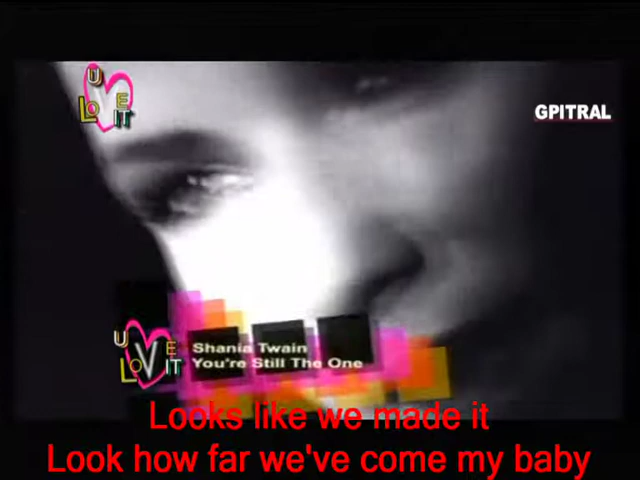 U
LOVE
IT
GPITRAL
U
LOVE
IT
Shania Twain
You're Still The One
Looks like we made it
Look how far we've come my baby